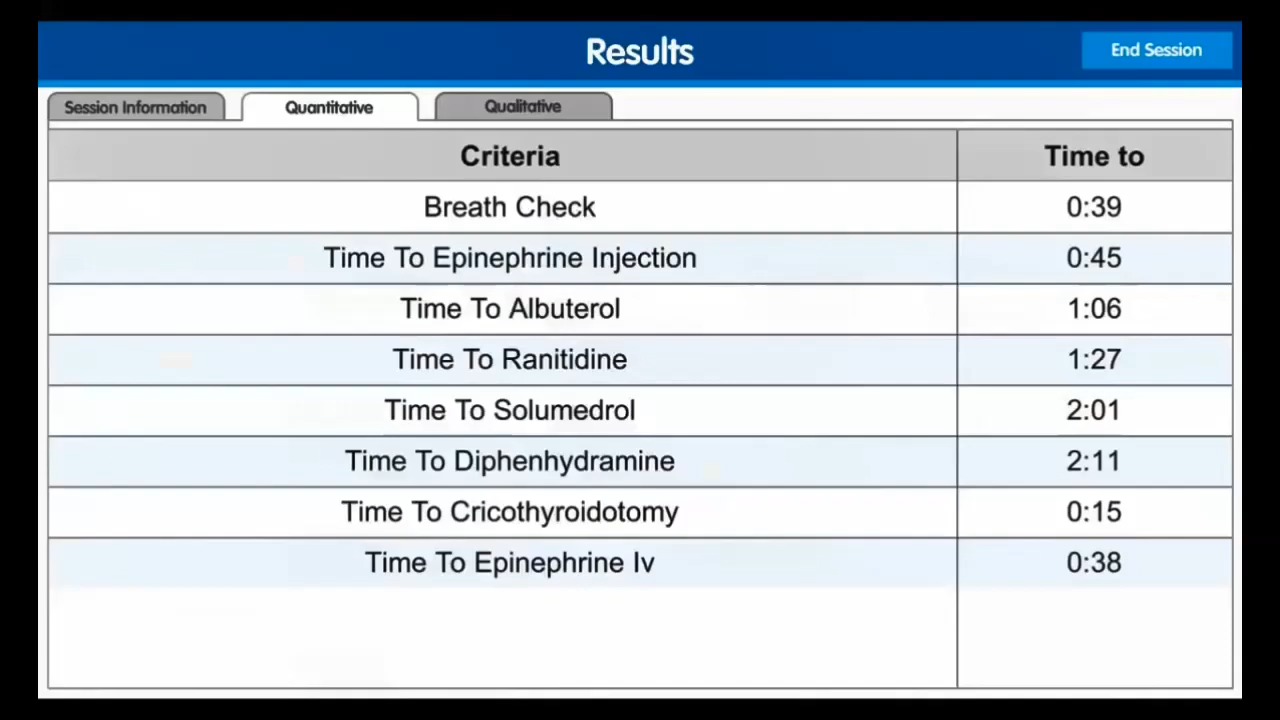 Results
End Session
Session Information
Quantitative
Qualitative
Criteria Time to
Breath Check 0:39
Time To Epinephrine Injection 0:45
Time To Albuterol 1:06
Time To Ranitidine 1:27
Time To Solumedrol 2:01
Time To Diphenhydramine 2:11
Time To Cricothyroidotomy 0:15
Time To Epinephrine Iv 0:38